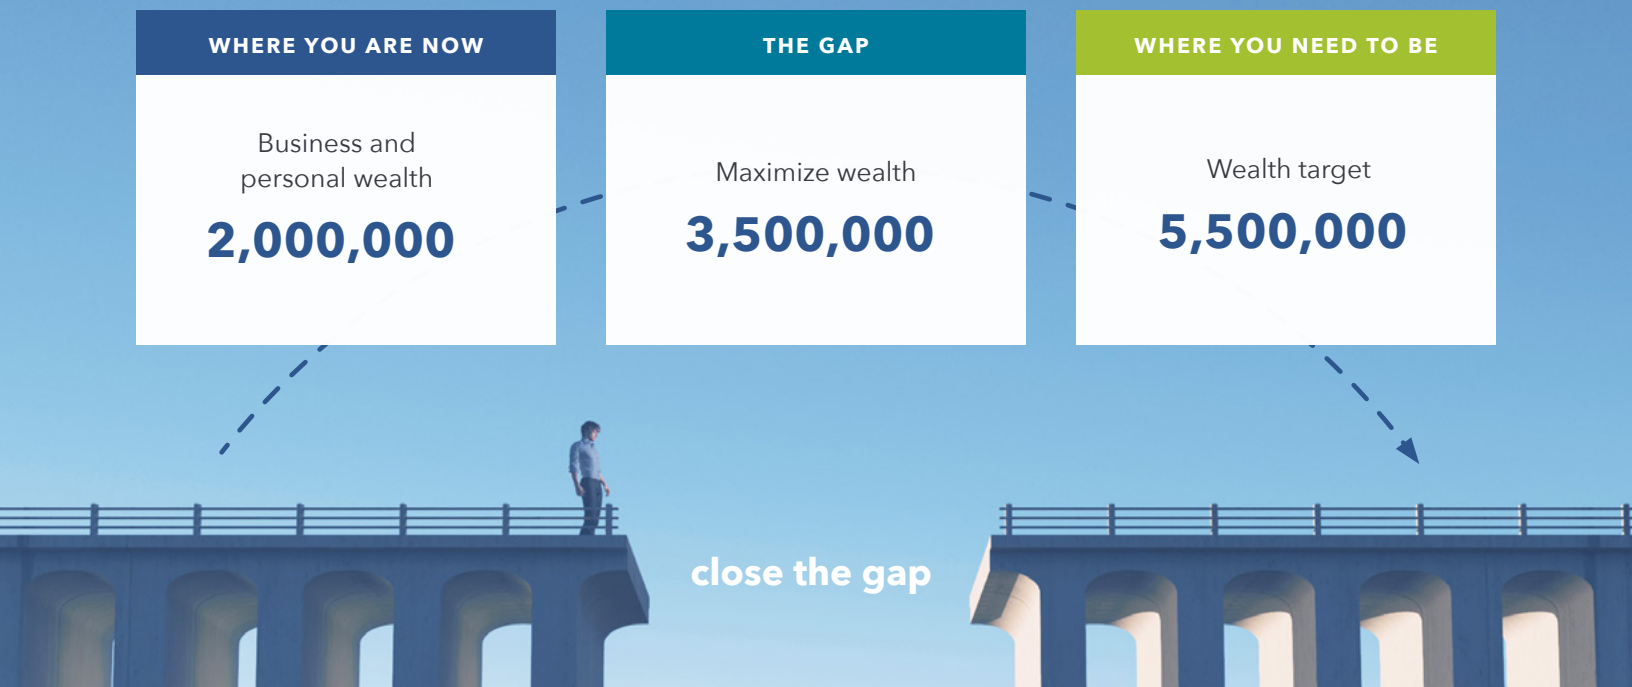 WHERE YOU ARE NOW
Business and
personal wealth
2,000,000
THE GAP
Maximize wealth
3,500,000
WHERE YOU NEED TO BE
Wealth target
5,500,000
close the gap